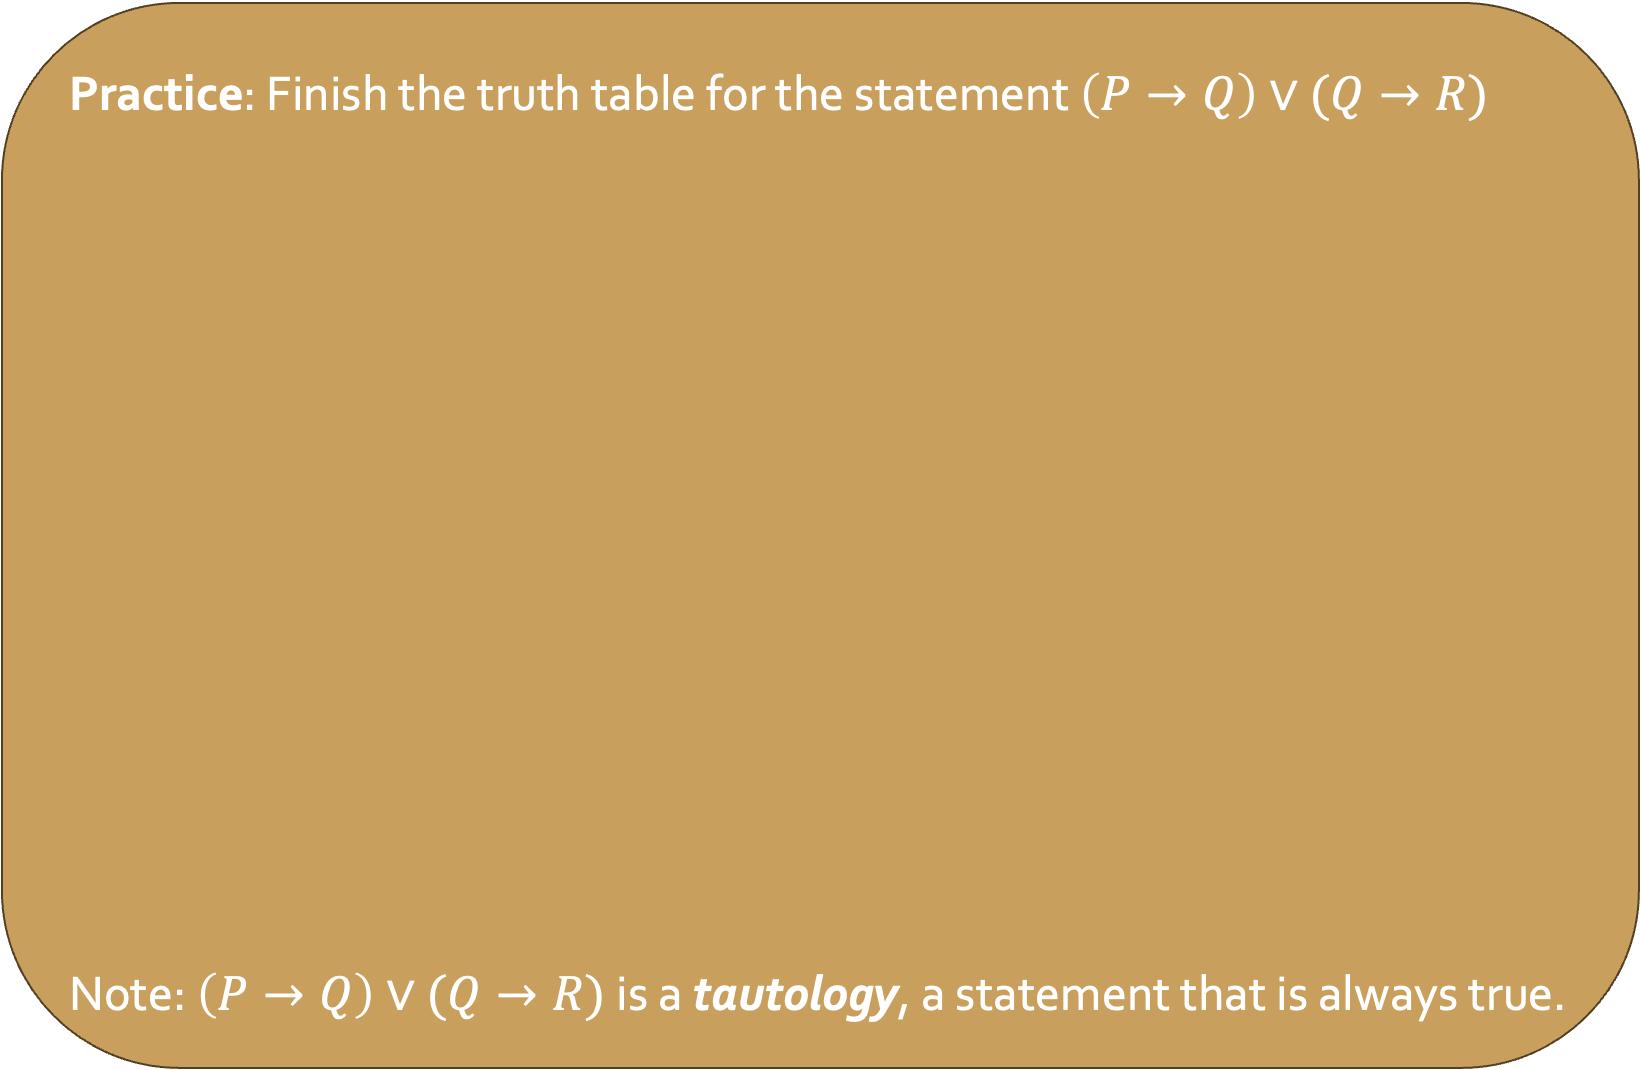 Practice: Finish the truth table for the statement (𝑃 → 𝑄) ∨ (𝑄 → 𝑅)
Note: (𝑃 → 𝑄) ∨ (𝑄 → 𝑅) is a tautology, a statement that is always true.